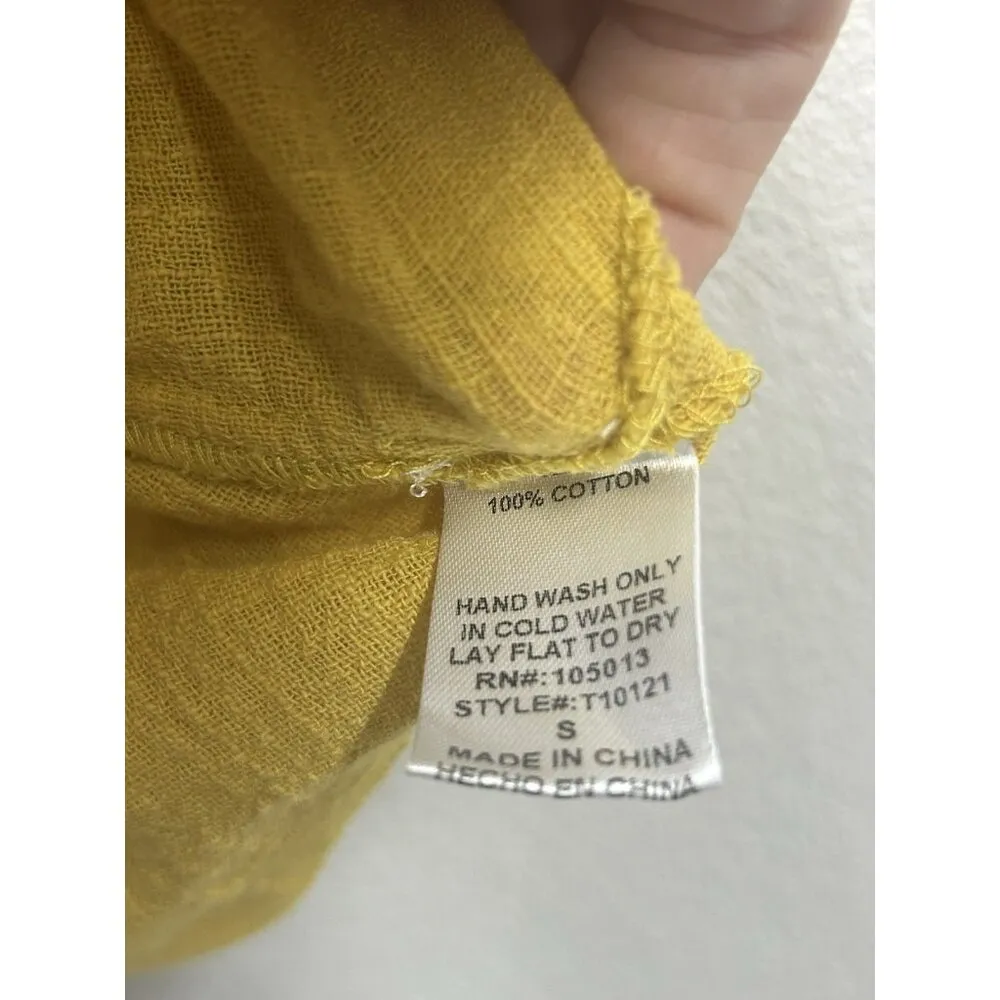 100% COTTON
HAND WASH ONLY
IN COLD WATER
LAY FLAT TO DRY
RN#:105013
STYLE#:T10121
S
MADE IN CHINA
HECHO EN CHINA